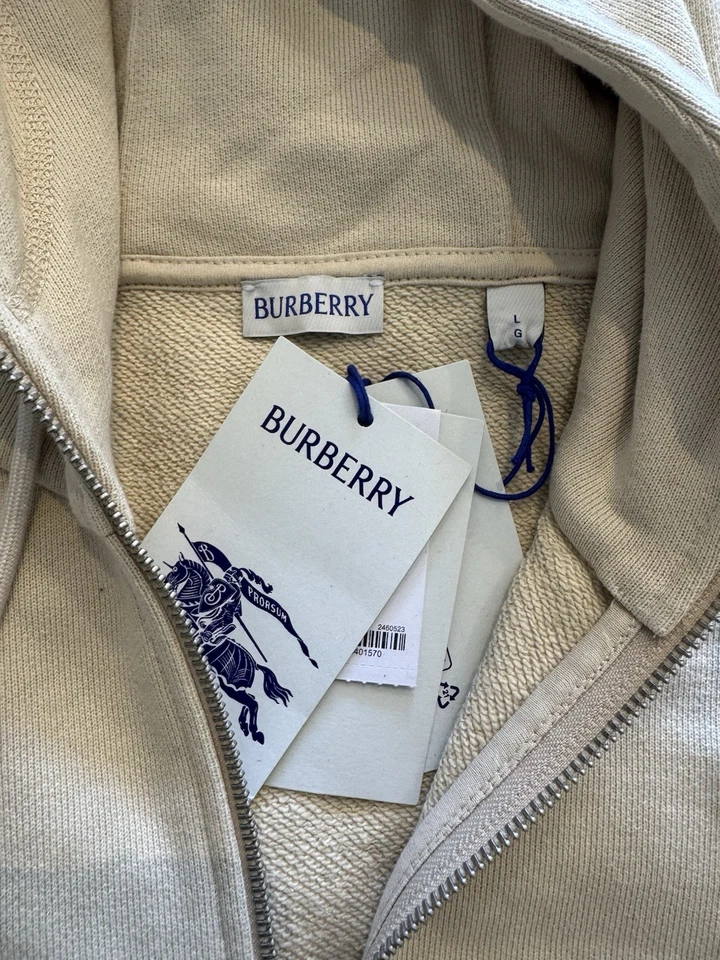 BURBERRY
L
G
BURBERRY
B
PRORSUM
2460523
401570